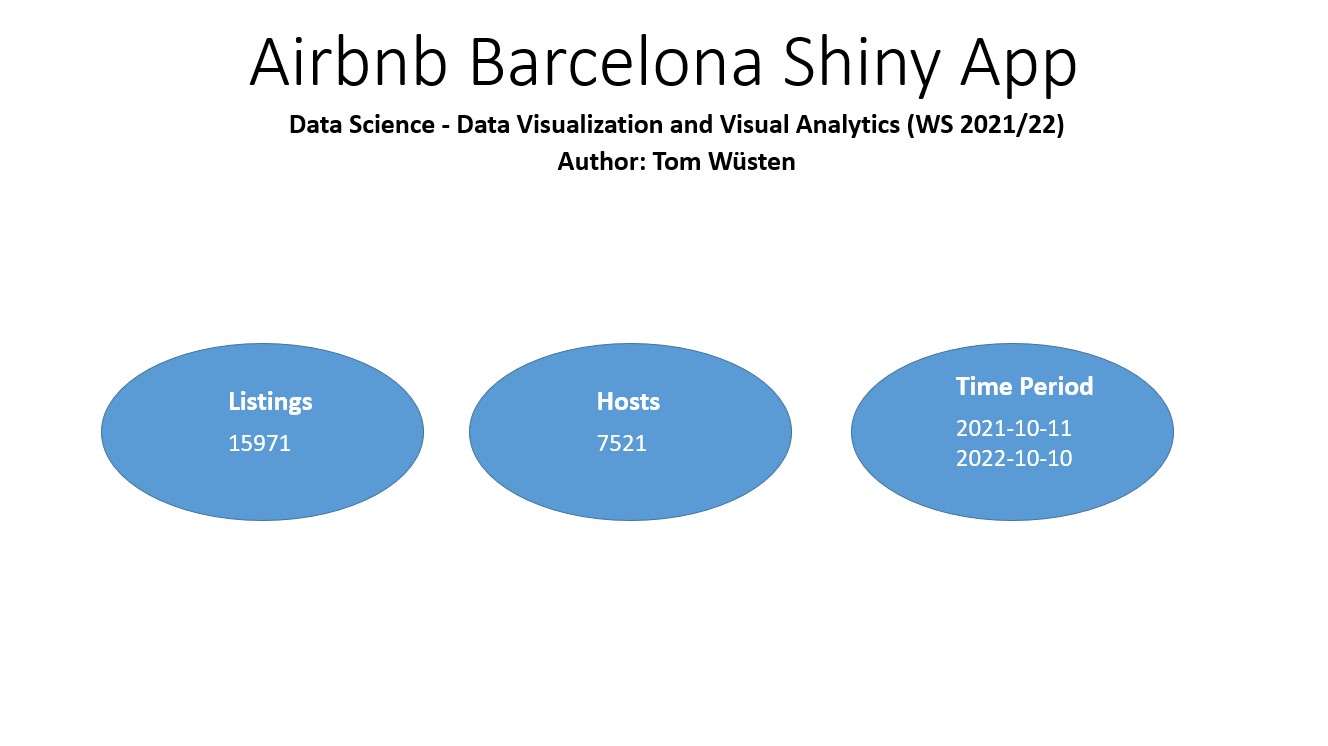 Airbnb Barcelona Shiny App
Data Science - Data Visualization and Visual Analytics (WS 2021/22)
Author: Tom Wüsten
Listings
15971
Hosts
7521
Time Period
2021-10-11
2022-10-10